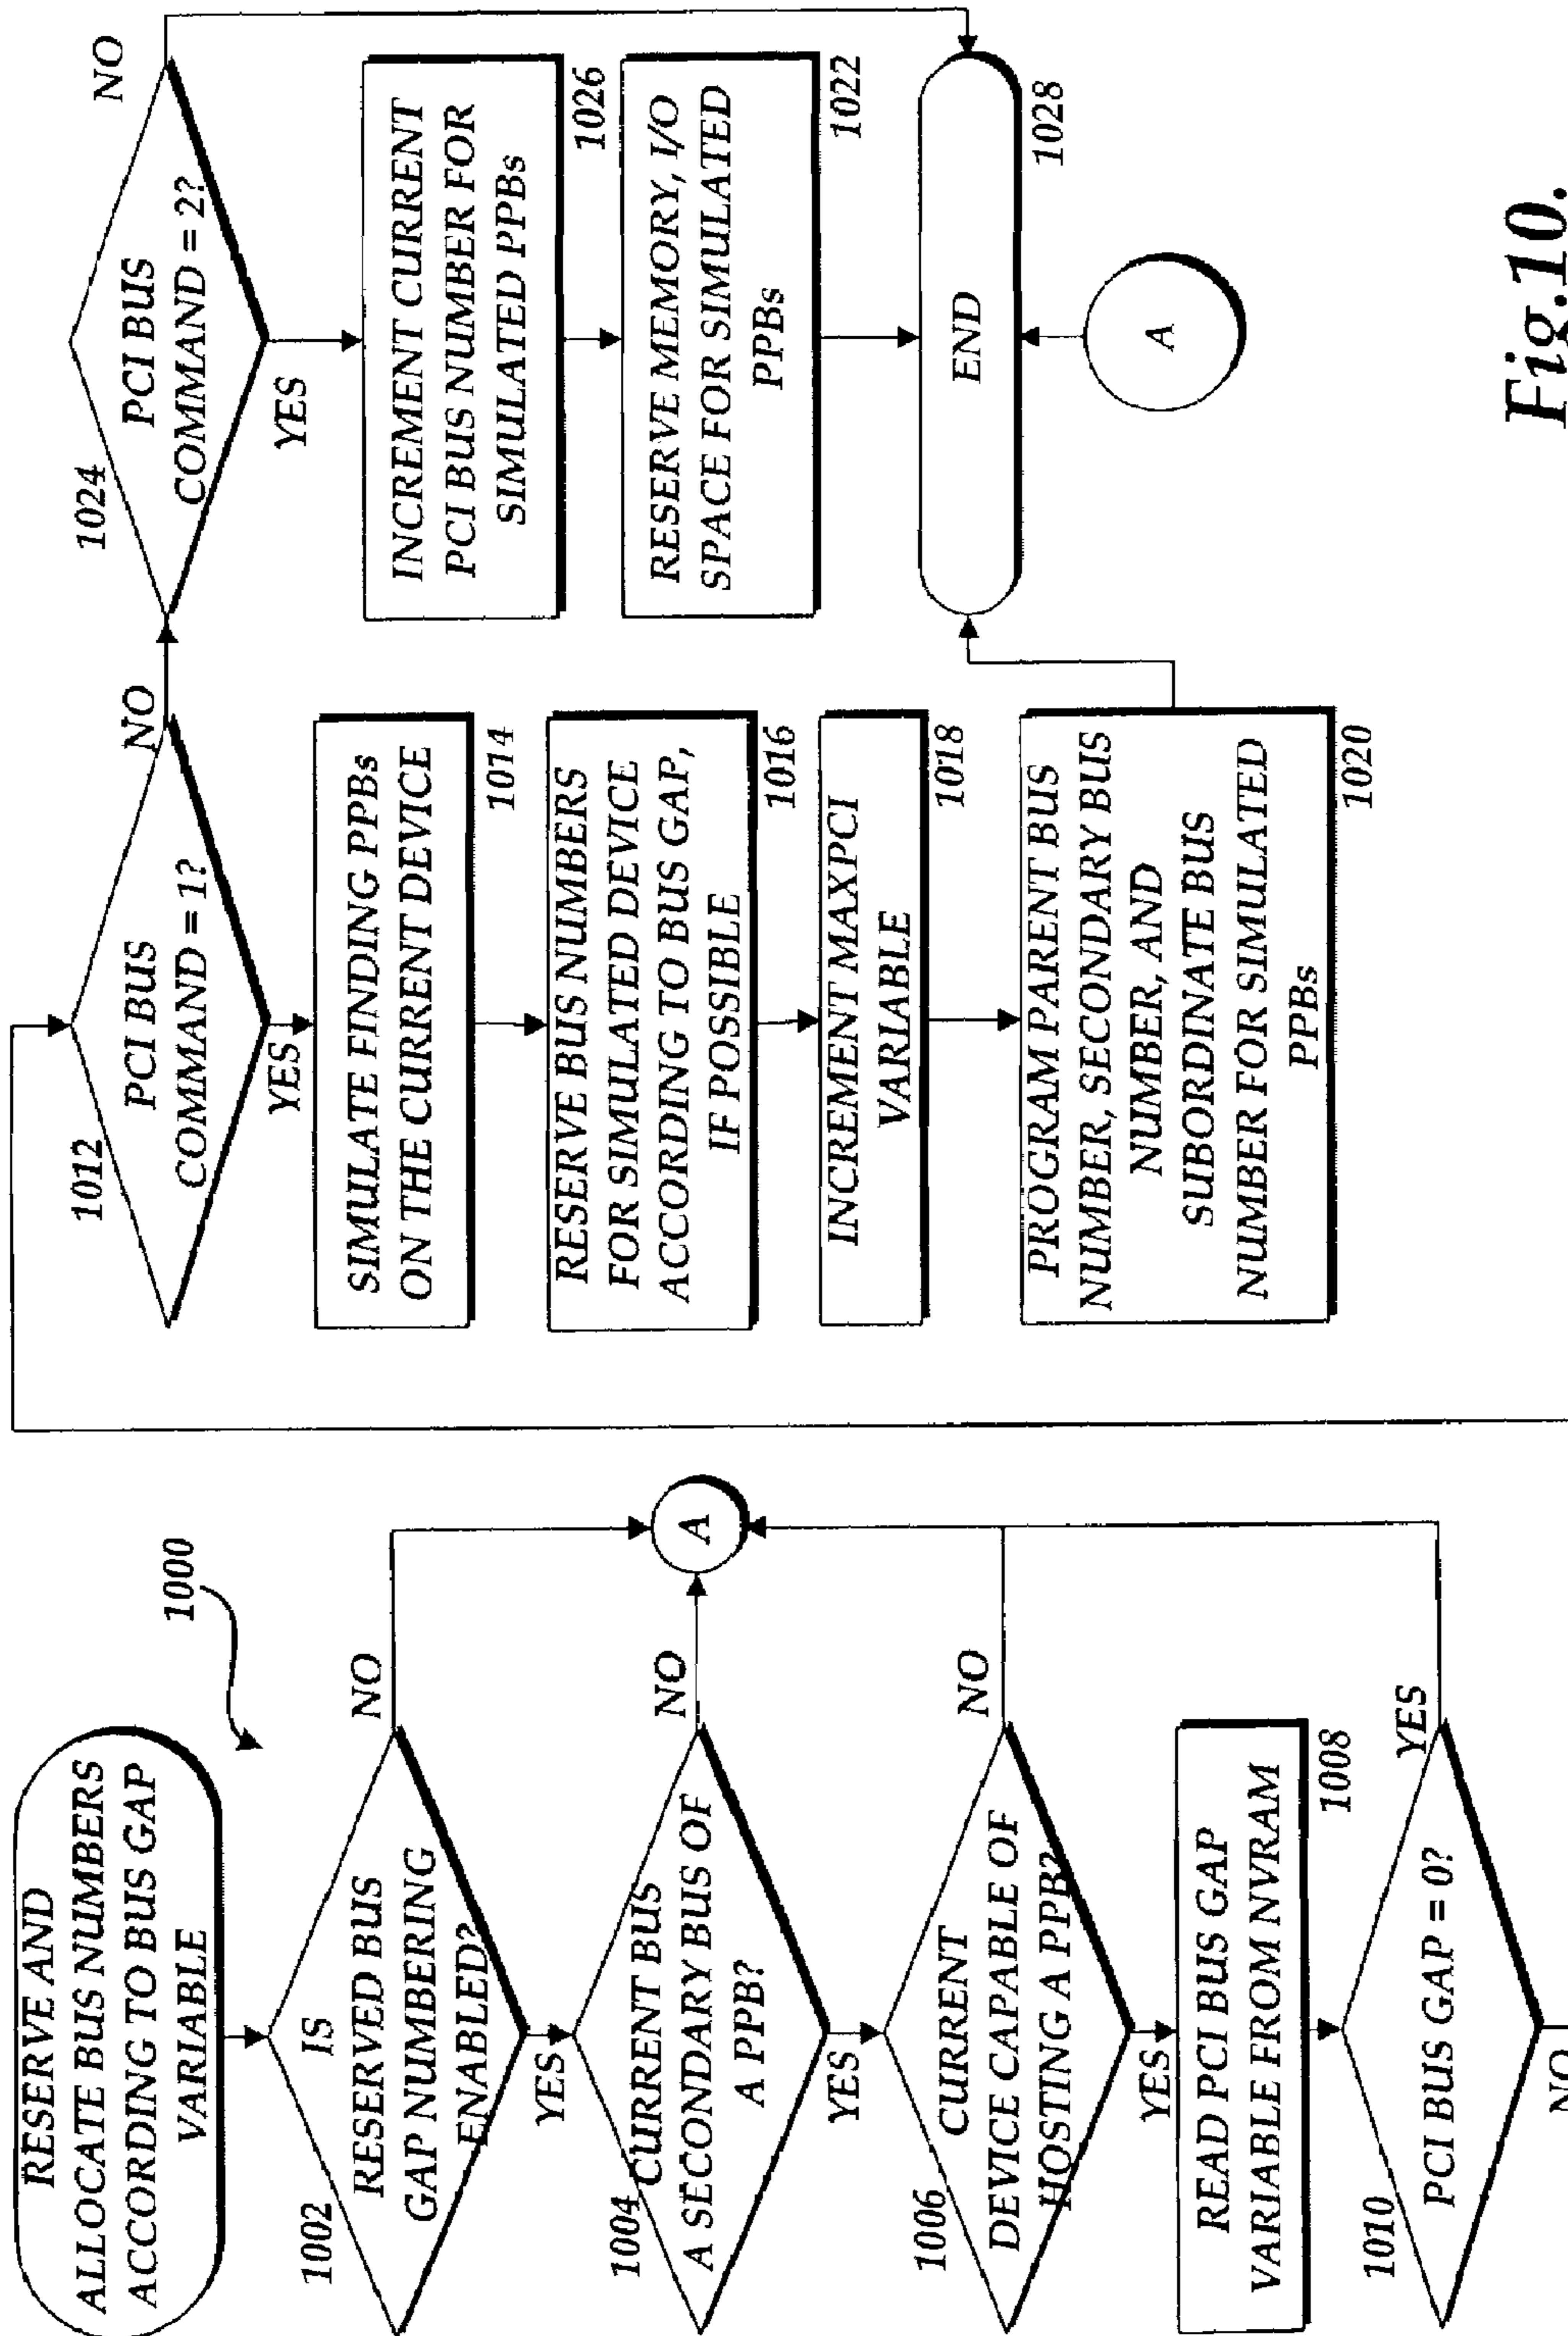 RESERVE AND
ALLOCATE BUS NUMBERS
ACCORDING TO BUS GAP
VARIABLE
1000
1002
IS
RESERVED BUS
GAP NUMBERING
ENABLED?
NO
YES
A
1004
CURRENT BUS
A SECONDARY BUS OF
A PPB?
NO
YES
1006
CURRENT
DEVICE CAPABLE OF
HOSTING A PPB?
NO
YES
READ PCI BUS GAP
VARIABLE FROM NVRAM
1008
1010
PCI BUS GAP = 0?
YES
NO
1012
PCI BUS
COMMAND = 1?
NO
YES
SIMULATE FINDING PPBs
ON THE CURRENT DEVICE
1014
RESERVE BUS NUMBERS
FOR SIMULATED DEVICE
ACCORDING TO BUS GAP,
IF POSSIBLE
1016
INCREMENT MAXPCI
VARIABLE
1018
PROGRAM PARENT BUS
NUMBER, SECONDARY BUS
NUMBER, AND
SUBORDINATE BUS
NUMBER FOR SIMULATED
PPBs
1020
1024
PCI BUS
COMMAND = 2?
NO
YES
INCREMENT CURRENT
PCI BUS NUMBER FOR
SIMULATED PPBs
1026
RESERVE MEMORY, I/O
SPACE FOR SIMULATED
PPBs
1022
END
1028
A
Fig.10.